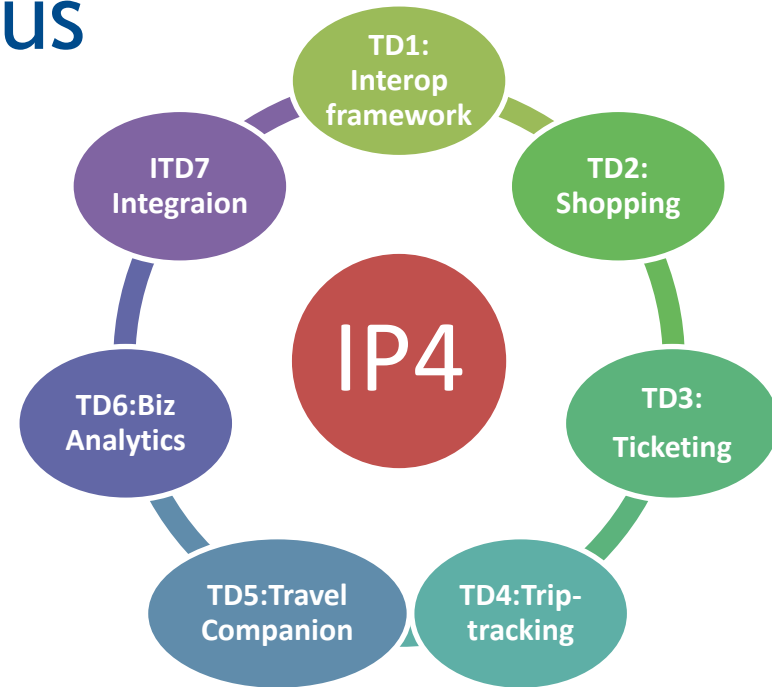 us
TD1:
Interop
framework
TD2:
Shopping
TD3:
Ticketing
TD4:Trip-
tracking
TD5:Travel
Companion
TD6:Biz
Analytics
ITD7
Integraion
IP4